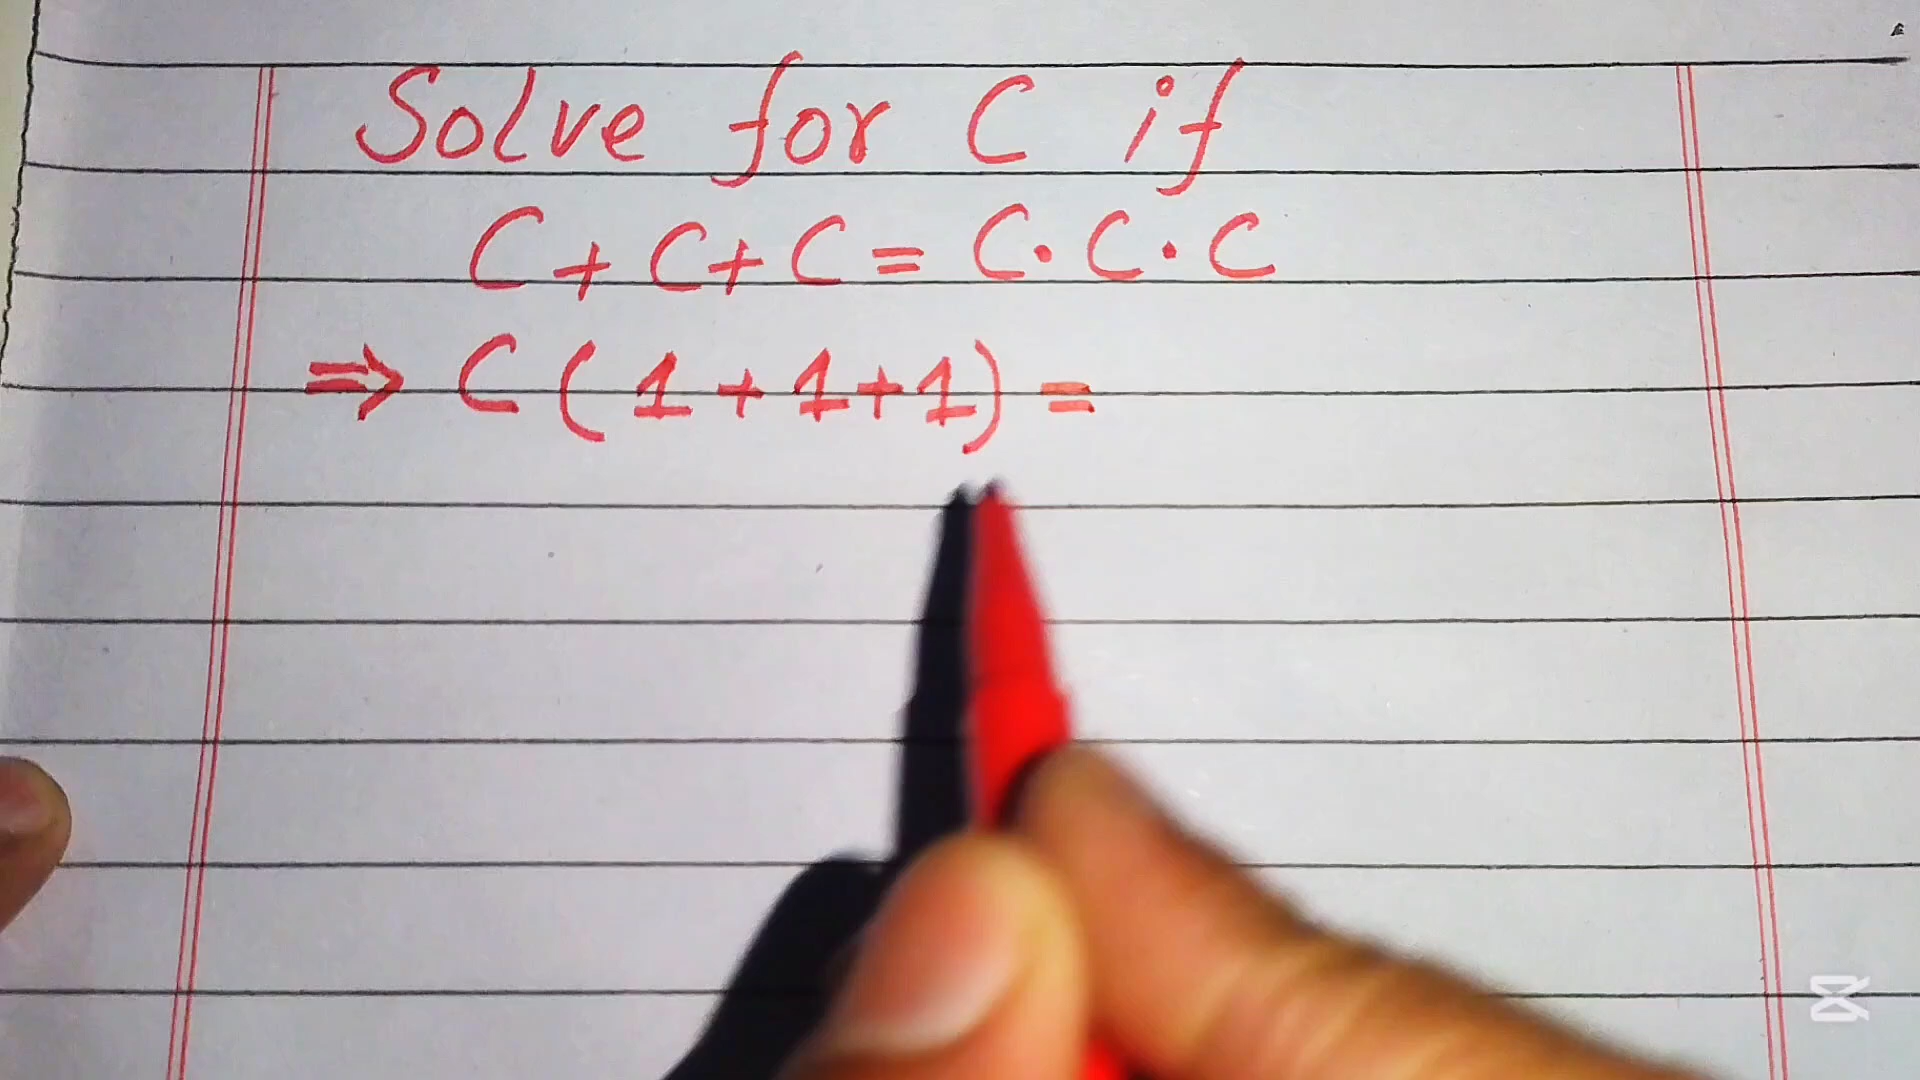 Solve for C if
C + C + C = C · C · C
⇒ C ( 1 + 1 + 1 ) =